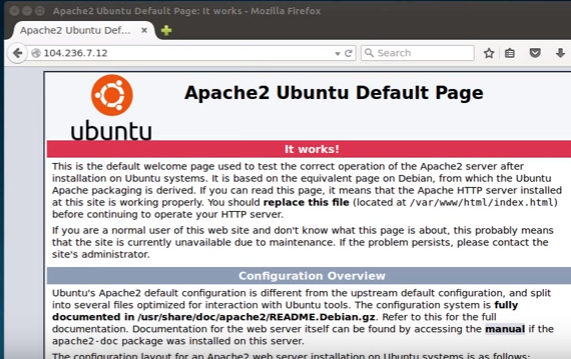 Apache2 Ubuntu Default Page: It works - Mozilla Firefox
Apache2 Ubuntu Def... ×
104.236.7.12
Search
ubuntu
Apache2 Ubuntu Default Page
It works!
This is the default welcome page used to test the correct operation of the Apache2 server after
installation on Ubuntu systems. It is based on the equivalent page on Debian, from which the Ubuntu
Apache packaging is derived. If you can read this page, it means that the Apache HTTP server installed
at this site is working properly. You should replace this file (located at /var/www/html/index.html)
before continuing to operate your HTTP server.
If you are a normal user of this web site and don't know what this page is about, this probably means
that the site is currently unavailable due to maintenance. If the problem persists, please contact the
site's administrator.
Configuration Overview
Ubuntu's Apache2 default configuration is different from the upstream default configuration, and split
into several files optimized for interaction with Ubuntu tools. The configuration system is fully
documented in /usr/share/doc/apache2/README.Debian.gz. Refer to this for the full
documentation. Documentation for the web server itself can be found by accessing the manual if the
apache2-doc package was installed on this server.
The configuration layout for an Apache2 web server installation on Ubuntu systems is as follows: